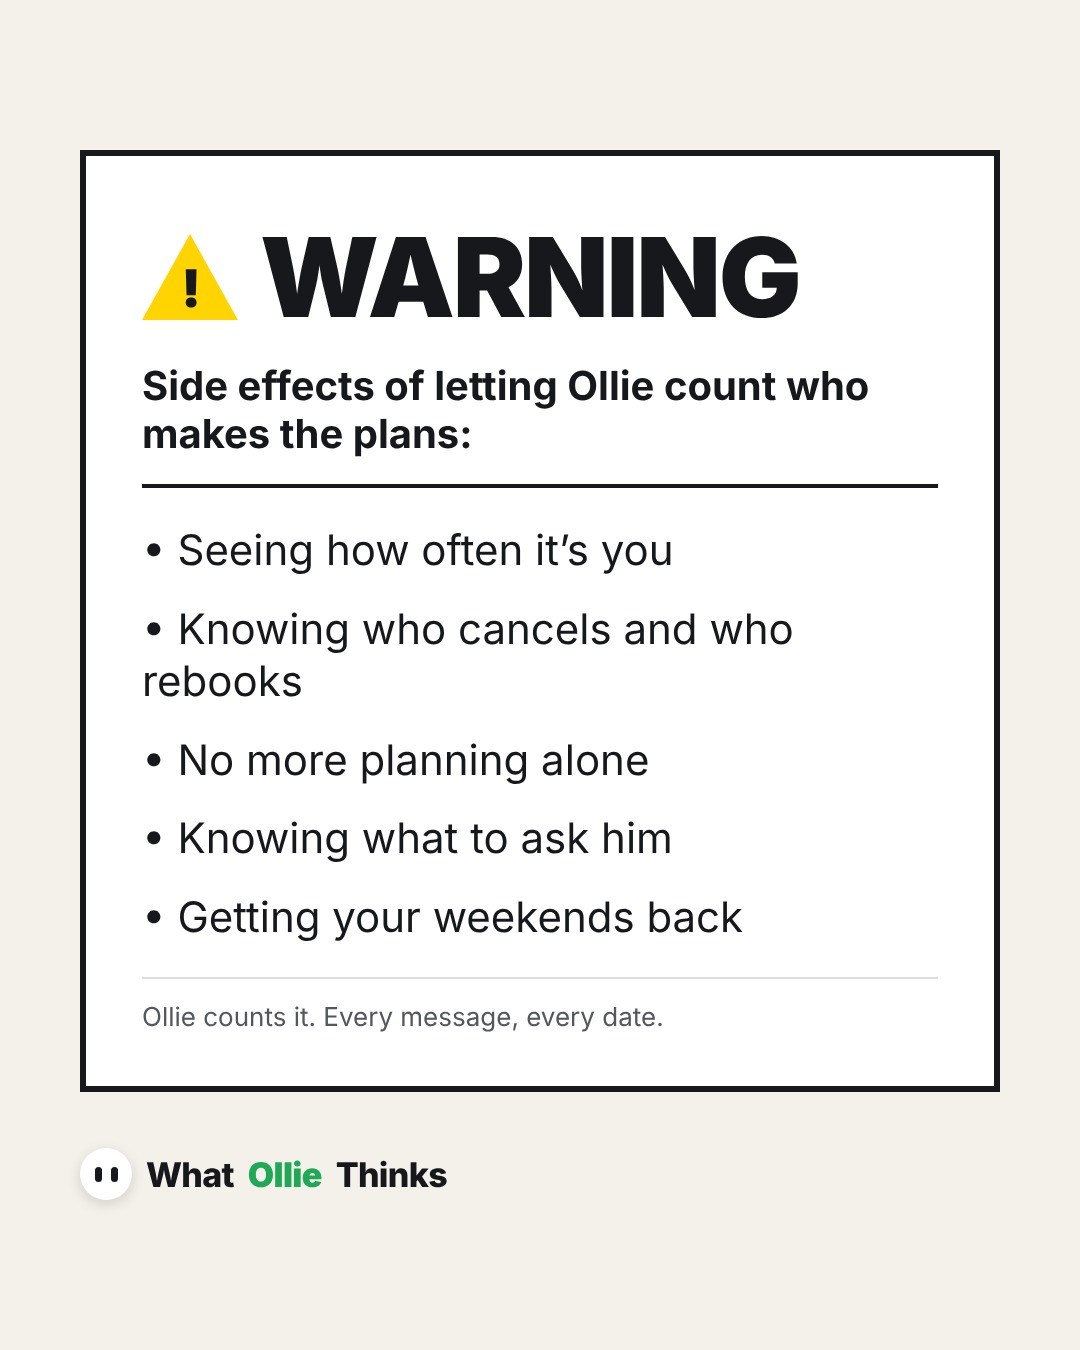 ! WARNING
Side effects of letting Ollie count who
makes the plans:
• Seeing how often it’s you
• Knowing who cancels and who
rebooks
• No more planning alone
• Knowing what to ask him
• Getting your weekends back
Ollie counts it. Every message, every date.
What Ollie Thinks